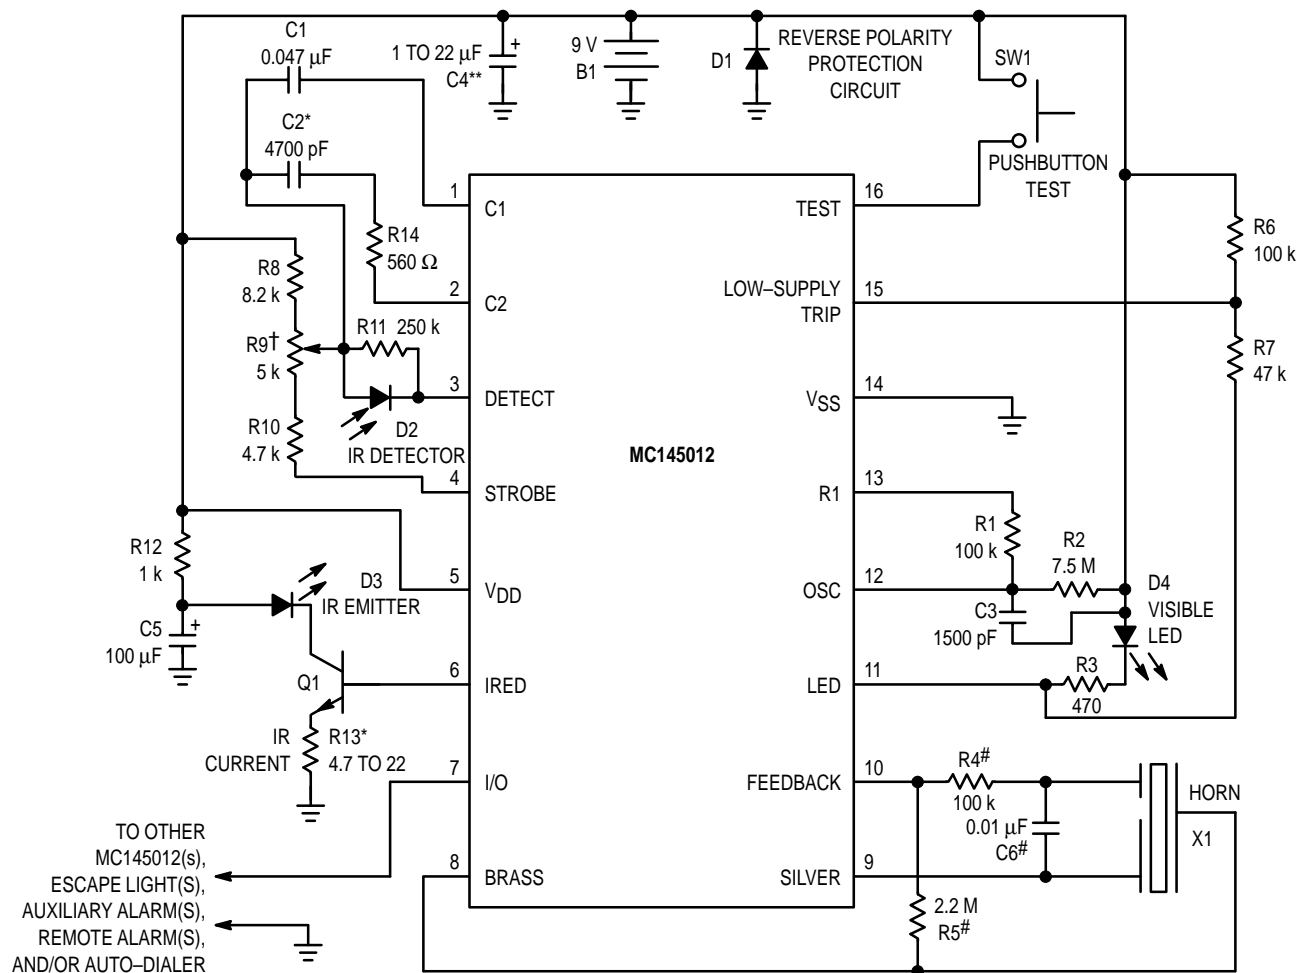 C1
0.047 µF
1 TO 22 µF
+
C4**
9 V
B1
D1
REVERSE POLARITY
PROTECTION
CIRCUIT
SW1
PUSHBUTTON
TEST
C2*
4700 pF
R14
560 Ω
R8
8.2 k
R9†
5 k
R10
4.7 k
R11 250 k
D2
IR DETECTOR
R12
1 k
C5
+
100 µF
D3
IR EMITTER
Q1
IR
CURRENT
R13*
4.7 TO 22
TO OTHER
MC145012(s),
ESCAPE LIGHT(S),
AUXILIARY ALARM(S),
REMOTE ALARM(S),
AND/OR AUTO–DIALER
MC145012
1
C1
2
C2
3
DETECT
4
STROBE
5
VDD
6
IRED
7
I/O
8
BRASS
16
TEST
15
LOW–SUPPLY
TRIP
14
VSS
13
R1
12
OSC
11
LED
10
FEEDBACK
9
SILVER
R6
100 k
R7
47 k
R1
100 k
R2
7.5 M
C3
1500 pF
D4
VISIBLE
LED
R3
470
R4#
100 k
0.01 µF
C6#
2.2 M
R5#
HORN
X1